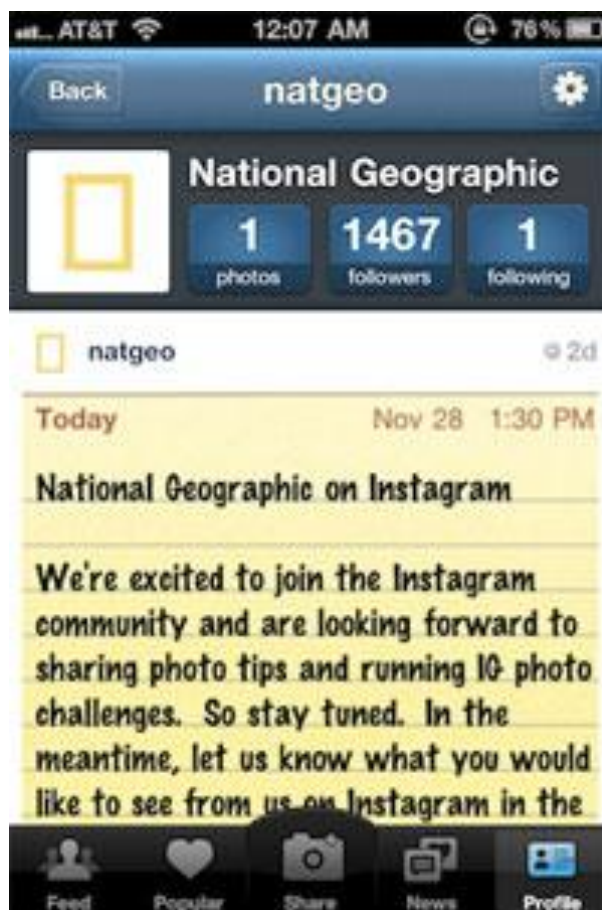 AT&T 12:07 AM 76%
Back natgeo
National Geographic
1 1467 1
photos followers following
natgeo 2d
Today Nov 28 1:30 PM
National Geographic on Instagram
We're excited to join the Instagram
community and are looking forward to
sharing photo tips and running IG photo
challenges. So stay tuned. In the
meantime, let us know what you would
like to see from us on Instagram in the
Feed Popular Share News Profile